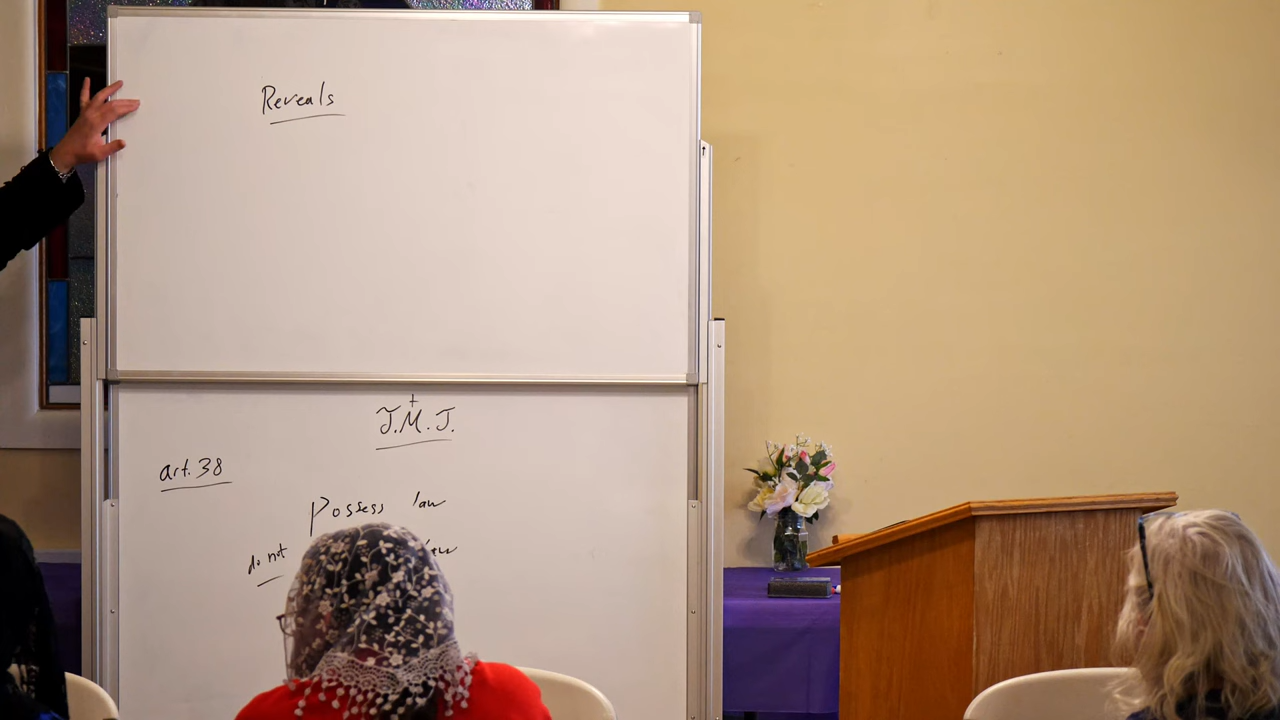 Reveals
J.M.J.
art. 38
Possess law
do not